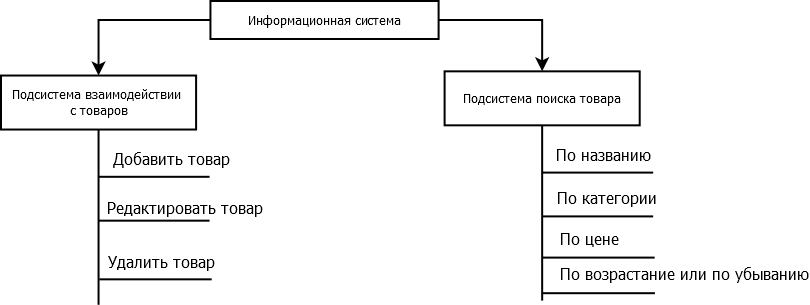 Информационная система
Подсистема взаимодействии
с товаров
Добавить товар
Редактировать товар
Удалить товар
Подсистема поиска товара
По названию
По категории
По цене
По возрастание или по убыванию